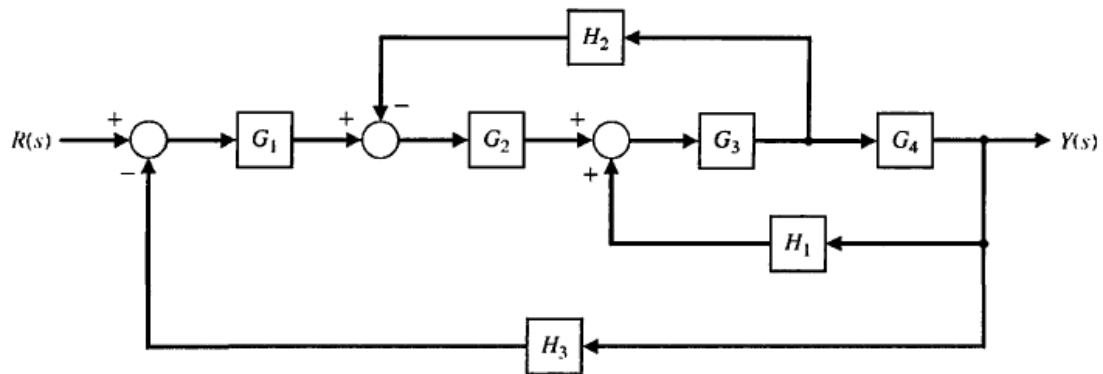 H₂
R(s) + − G₁ + − G₂ + + G₃ G₄ Y(s)
H₁
H₃